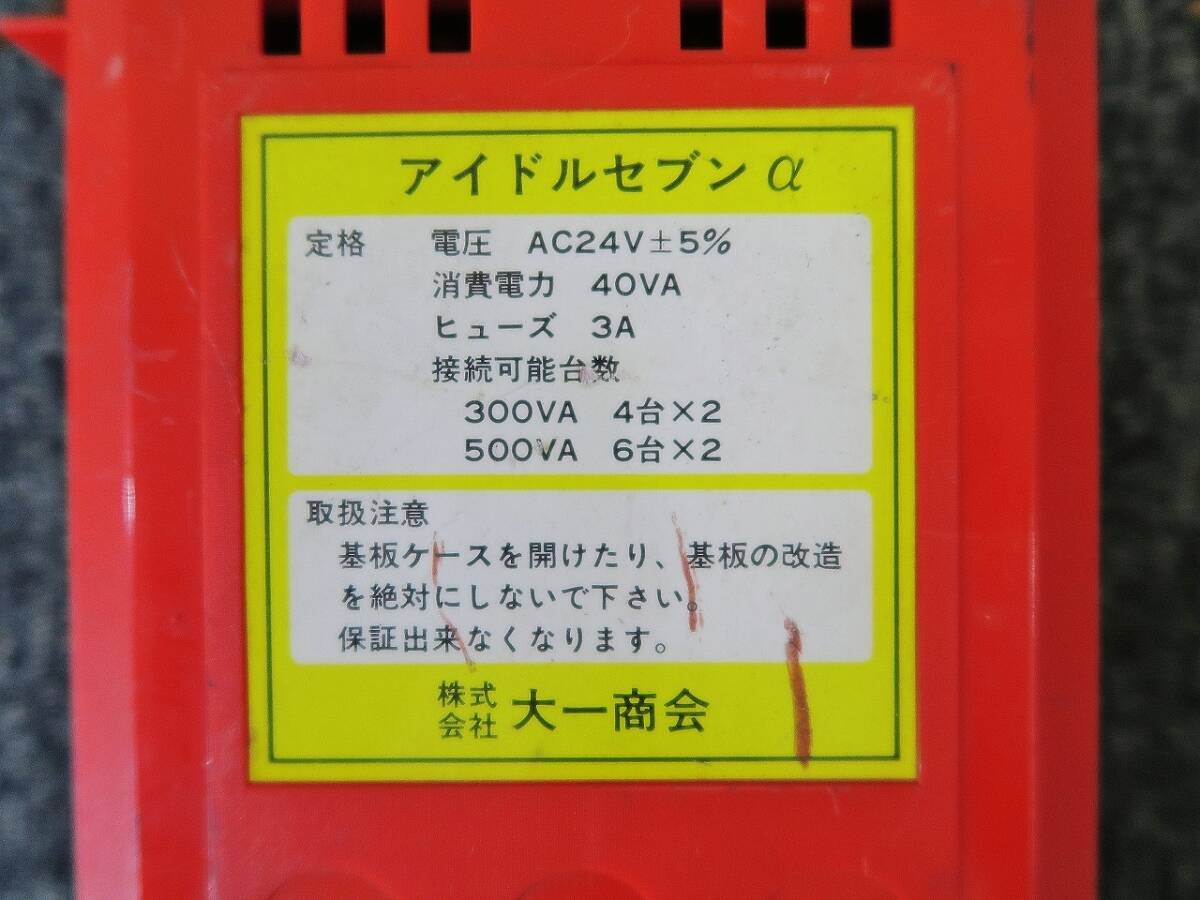 アイドルセブンα
定格 電圧 AC24V±5%
消費電力 40VA
ヒューズ 3A
接続可能台数
300VA 4台×2
500VA 6台×2
取扱注意
基板ケースを開けたり、基板の改造
を絶対にしないで下さい。
保証出来なくなります。
株式会社 大一商会